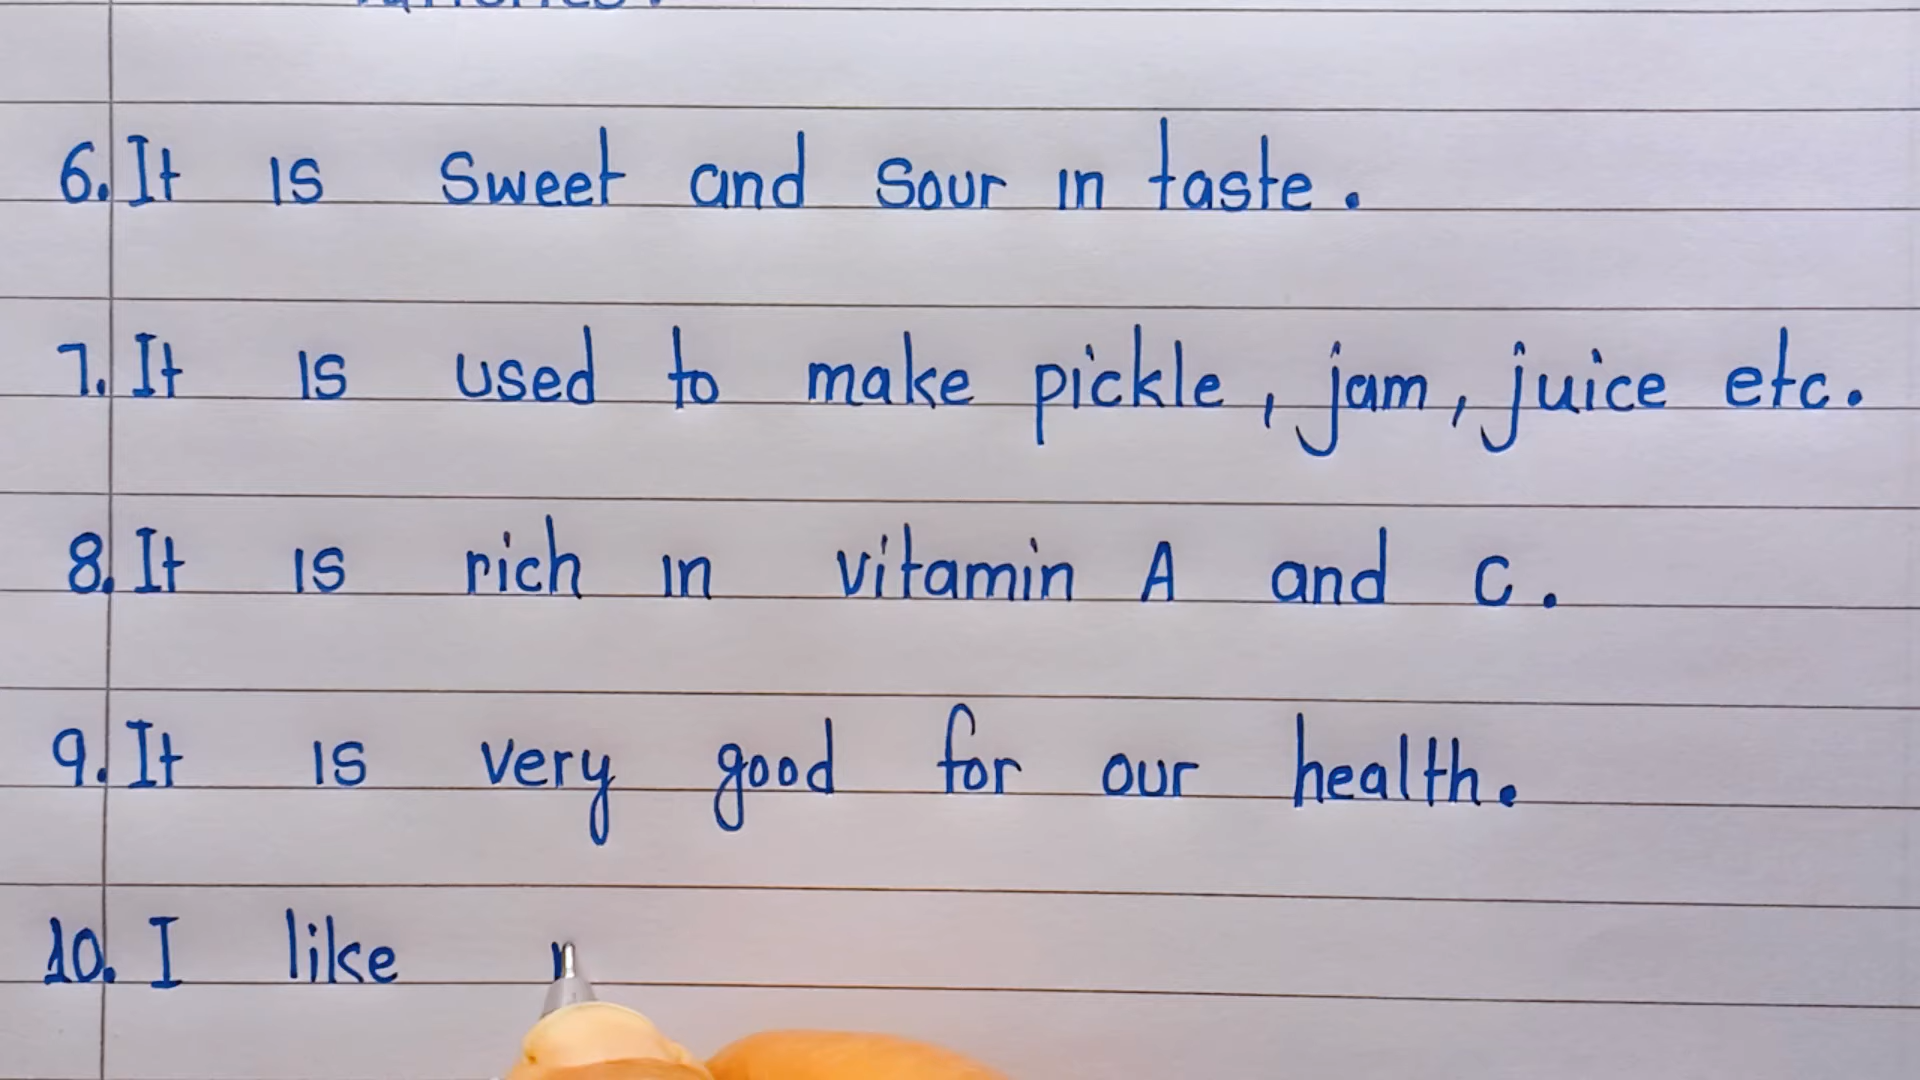 6. It is sweet and sour in taste.
7. It is used to make pickle, jam, juice etc.
8. It is rich in vitamin A and C.
9. It is very good for our health.
10. I like